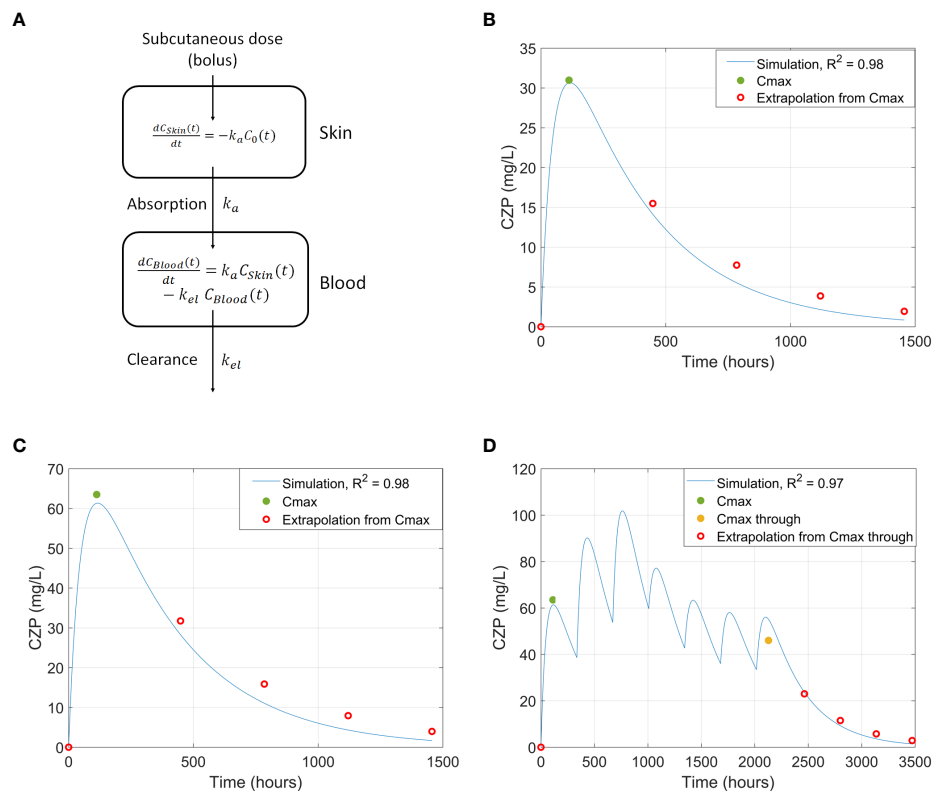 A
Subcutaneous dose
(bolus)
dC_Skin(t)/dt = −k_a C_0(t)
Skin
Absorption k_a
dC_Blood(t)/dt = k_a C_Skin(t)
− k_el C_Blood(t)
Blood
Clearance k_el
B
Simulation, R² = 0.98
Cmax
Extrapolation from Cmax
35
30
25
20
15
10
5
0
CZP (mg/L)
0 500 1000 1500
Time (hours)
C
Simulation, R² = 0.98
Cmax
Extrapolation from Cmax
70
60
50
40
30
20
10
0
CZP (mg/L)
0 500 1000 1500
Time (hours)
D
Simulation, R² = 0.97
Cmax
Cmax through
Extrapolation from Cmax through
120
100
80
60
40
20
0
CZP (mg/L)
0 500 1000 1500 2000 2500 3000 3500
Time (hours)